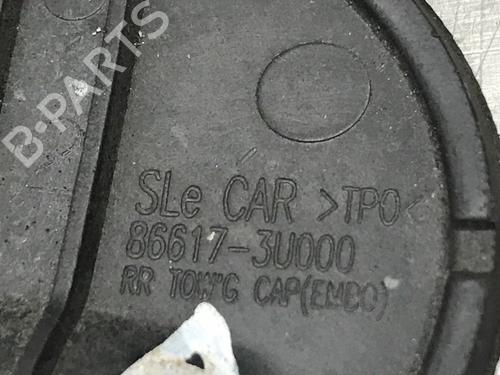 B-PARTS
SLe CAR >TPO<
86617-3U000
RR TOW'G CAP(EMBO)